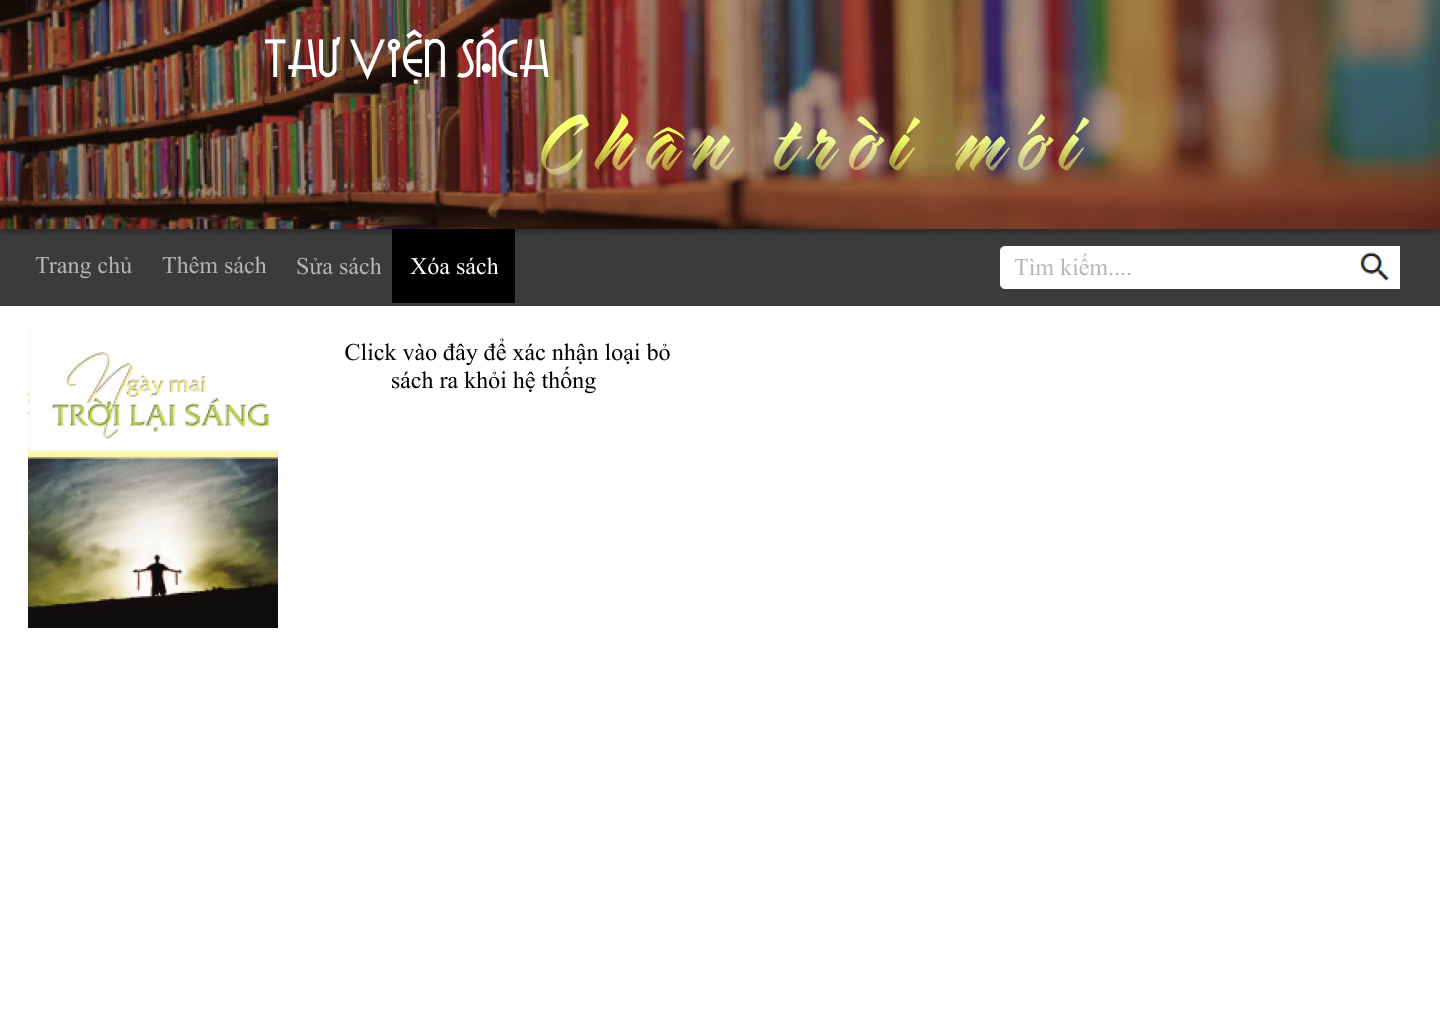 THƯ VIỆN SÁCH
Chân trời mới
Trang chủ Thêm sách Sửa sách Xóa sách Tìm kiếm....
Click vào đây để xác nhận loại bỏ
sách ra khỏi hệ thống
Ngày mai
TRỜI LẠI SÁNG